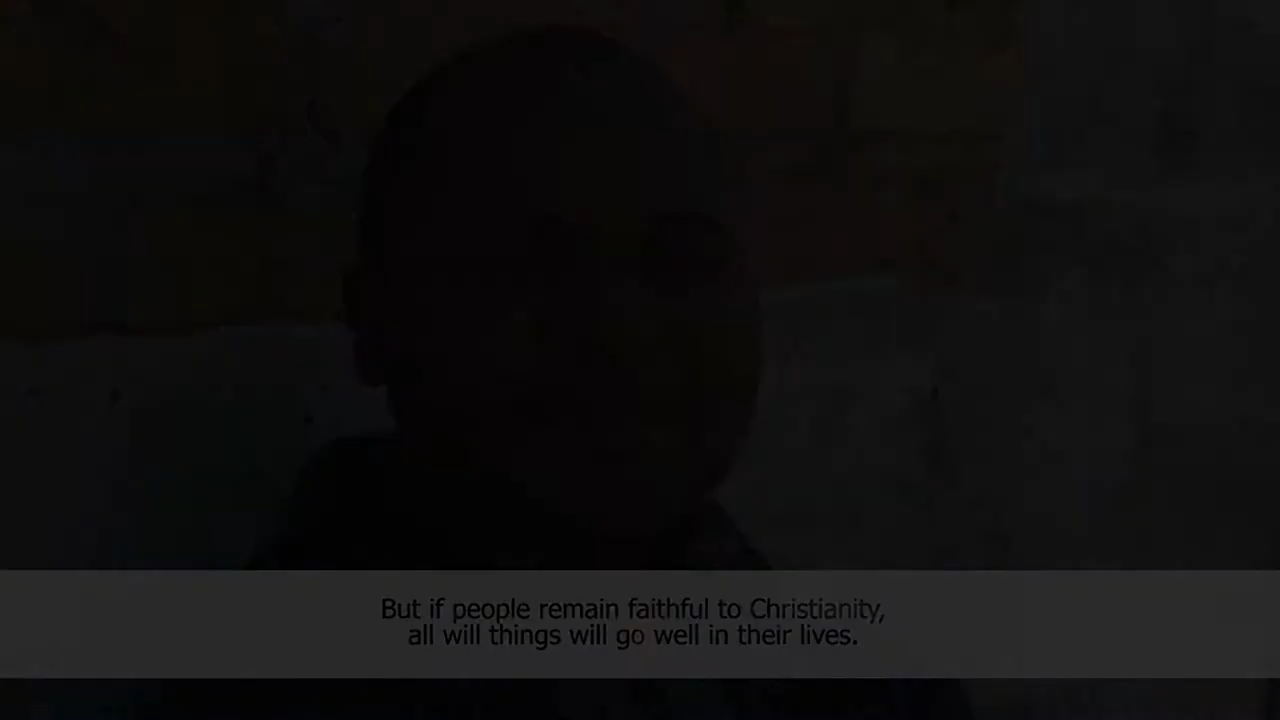 But if people remain faithful to Christianity,
all will things will go well in their lives.